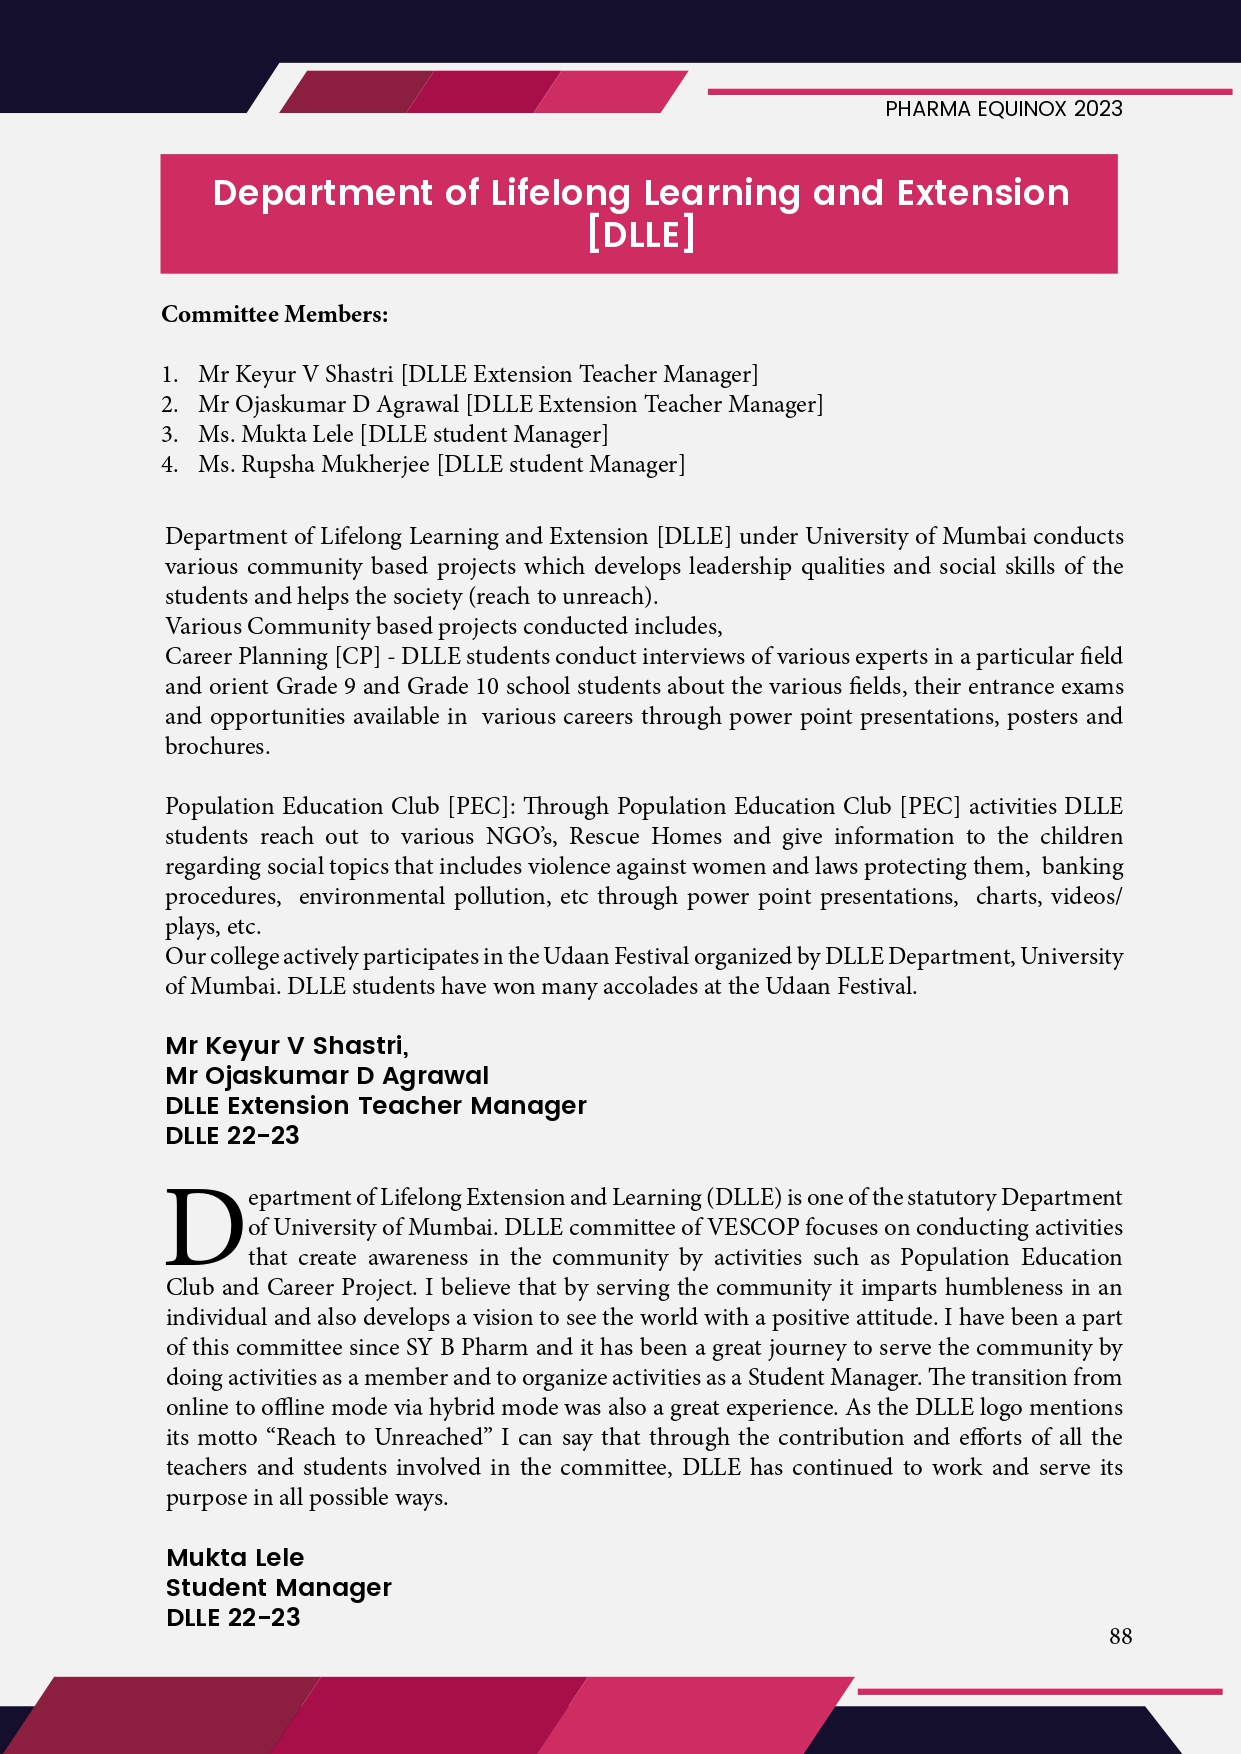 PHARMA EQUINOX 2023
Department of Lifelong Learning and Extension
[DLLE]
Committee Members:
1. Mr Keyur V Shastri [DLLE Extension Teacher Manager]
2. Mr Ojaskumar D Agrawal [DLLE Extension Teacher Manager]
3. Ms. Mukta Lele [DLLE student Manager]
4. Ms. Rupsha Mukherjee [DLLE student Manager]
Department of Lifelong Learning and Extension [DLLE] under University of Mumbai conducts
various community based projects which develops leadership qualities and social skills of the
students and helps the society (reach to unreach).
Various Community based projects conducted includes,
Career Planning [CP] - DLLE students conduct interviews of various experts in a particular field
and orient Grade 9 and Grade 10 school students about the various fields, their entrance exams
and opportunities available in various careers through power point presentations, posters and
brochures.
Population Education Club [PEC]: Through Population Education Club [PEC] activities DLLE
students reach out to various NGO’s, Rescue Homes and give information to the children
regarding social topics that includes violence against women and laws protecting them, banking
procedures, environmental pollution, etc through power point presentations, charts, videos/
plays, etc.
Our college actively participates in the Udaan Festival organized by DLLE Department, University
of Mumbai. DLLE students have won many accolades at the Udaan Festival.
Mr Keyur V Shastri,
Mr Ojaskumar D Agrawal
DLLE Extension Teacher Manager
DLLE 22-23
Department of Lifelong Extension and Learning (DLLE) is one of the statutory Department
of University of Mumbai. DLLE committee of VESCOP focuses on conducting activities
that create awareness in the community by activities such as Population Education
Club and Career Project. I believe that by serving the community it imparts humbleness in an
individual and also develops a vision to see the world with a positive attitude. I have been a part
of this committee since SY B Pharm and it has been a great journey to serve the community by
doing activities as a member and to organize activities as a Student Manager. The transition from
online to offline mode via hybrid mode was also a great experience. As the DLLE logo mentions
its motto “Reach to Unreached” I can say that through the contribution and efforts of all the
teachers and students involved in the committee, DLLE has continued to work and serve its
purpose in all possible ways.
Mukta Lele
Student Manager
DLLE 22-23
88